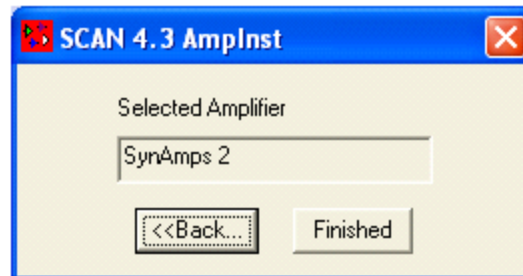 SCAN 4.3 AmpInst
Selected Amplifier
SynAmps 2
<<Back...
Finished